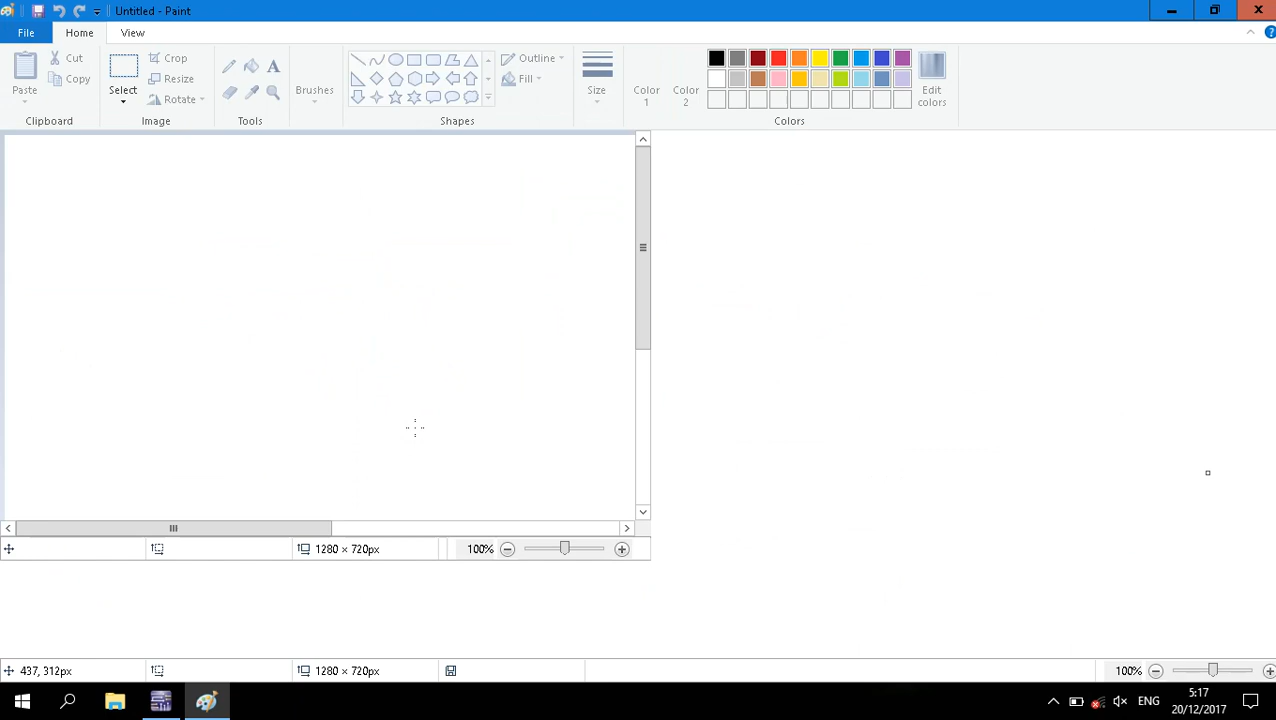 Untitled - Paint
File Home View
Paste Cut Copy Clipboard
Select Crop Resize Rotate Image
Tools
Brushes
Outline Fill Shapes
Size
Color 1 Color 2 Edit colors Colors
1280 × 720px 100%
437, 312px 1280 × 720px 100%
ENG 5:17 20/12/2017